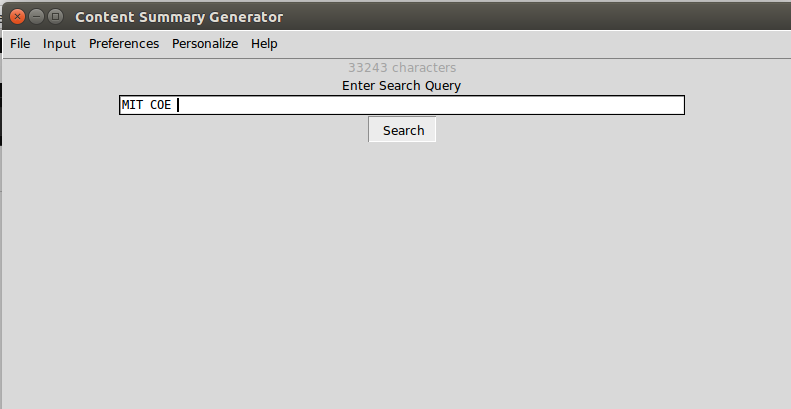 Content Summary Generator
File Input Preferences Personalize Help
33243 characters
Enter Search Query
MIT COE
Search